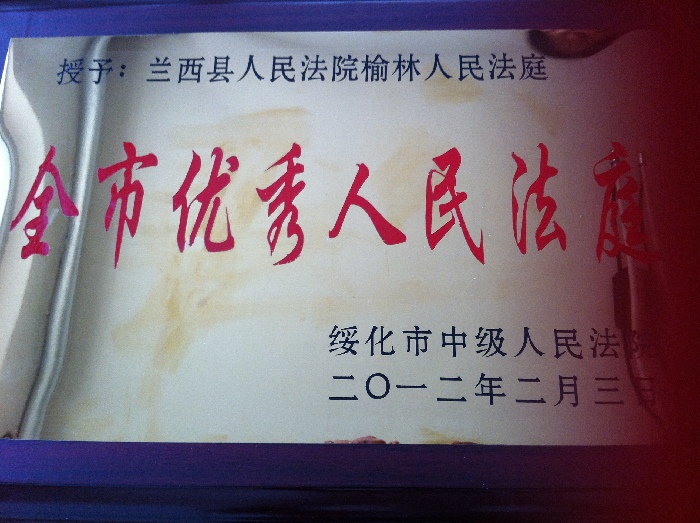 授予：兰西县人民法院榆林人民法庭
全市优秀人民法庭
绥化市中级人民法院
二〇一二年二月三日